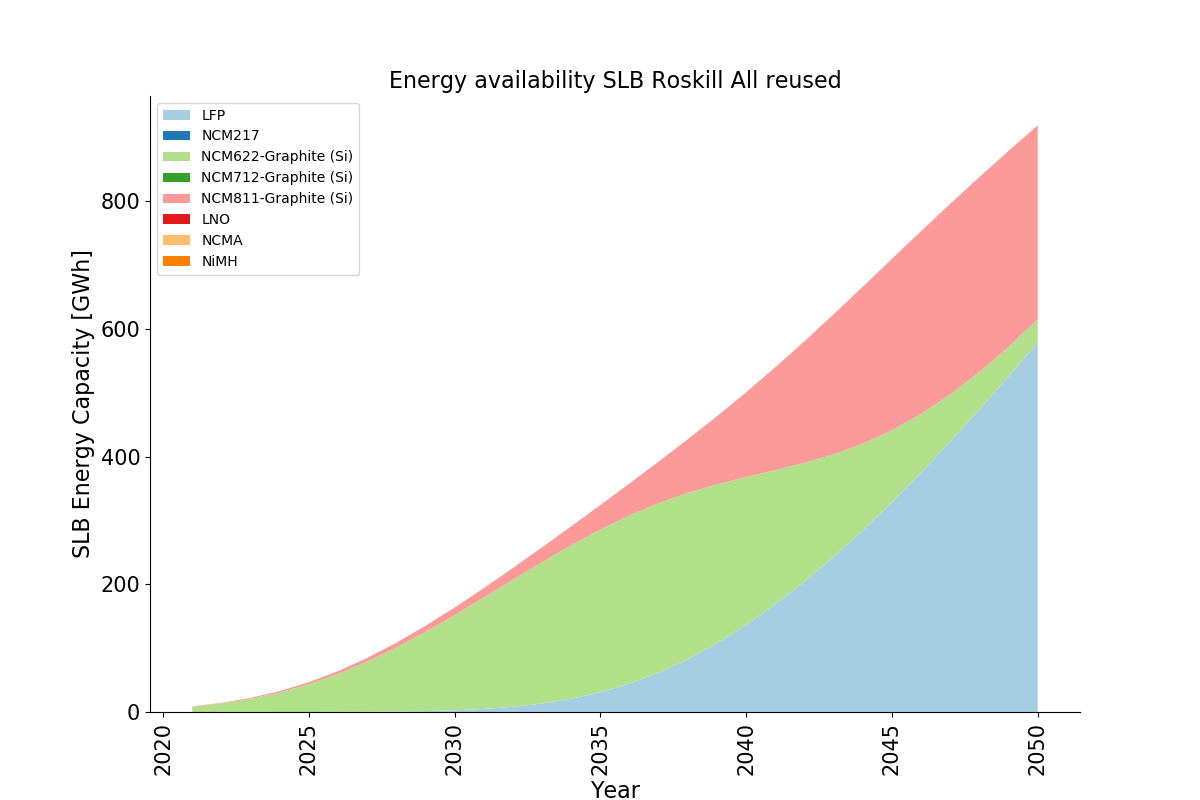 Energy availability SLB Roskill All reused
LFP
NCM217
NCM622-Graphite (Si)
NCM712-Graphite (Si)
NCM811-Graphite (Si)
LNO
NCMA
NiMH
SLB Energy Capacity [GWh]
800
600
400
200
0
2020
2025
2030
2035
2040
2045
2050
Year